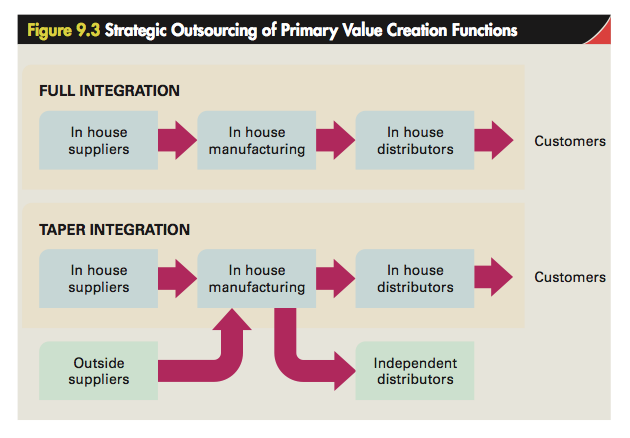 Figure 9.3 Strategic Outsourcing of Primary Value Creation Functions
FULL INTEGRATION
In house
suppliers
In house
manufacturing
In house
distributors
Customers
TAPER INTEGRATION
In house
suppliers
In house
manufacturing
In house
distributors
Customers
Outside
suppliers
Independent
distributors